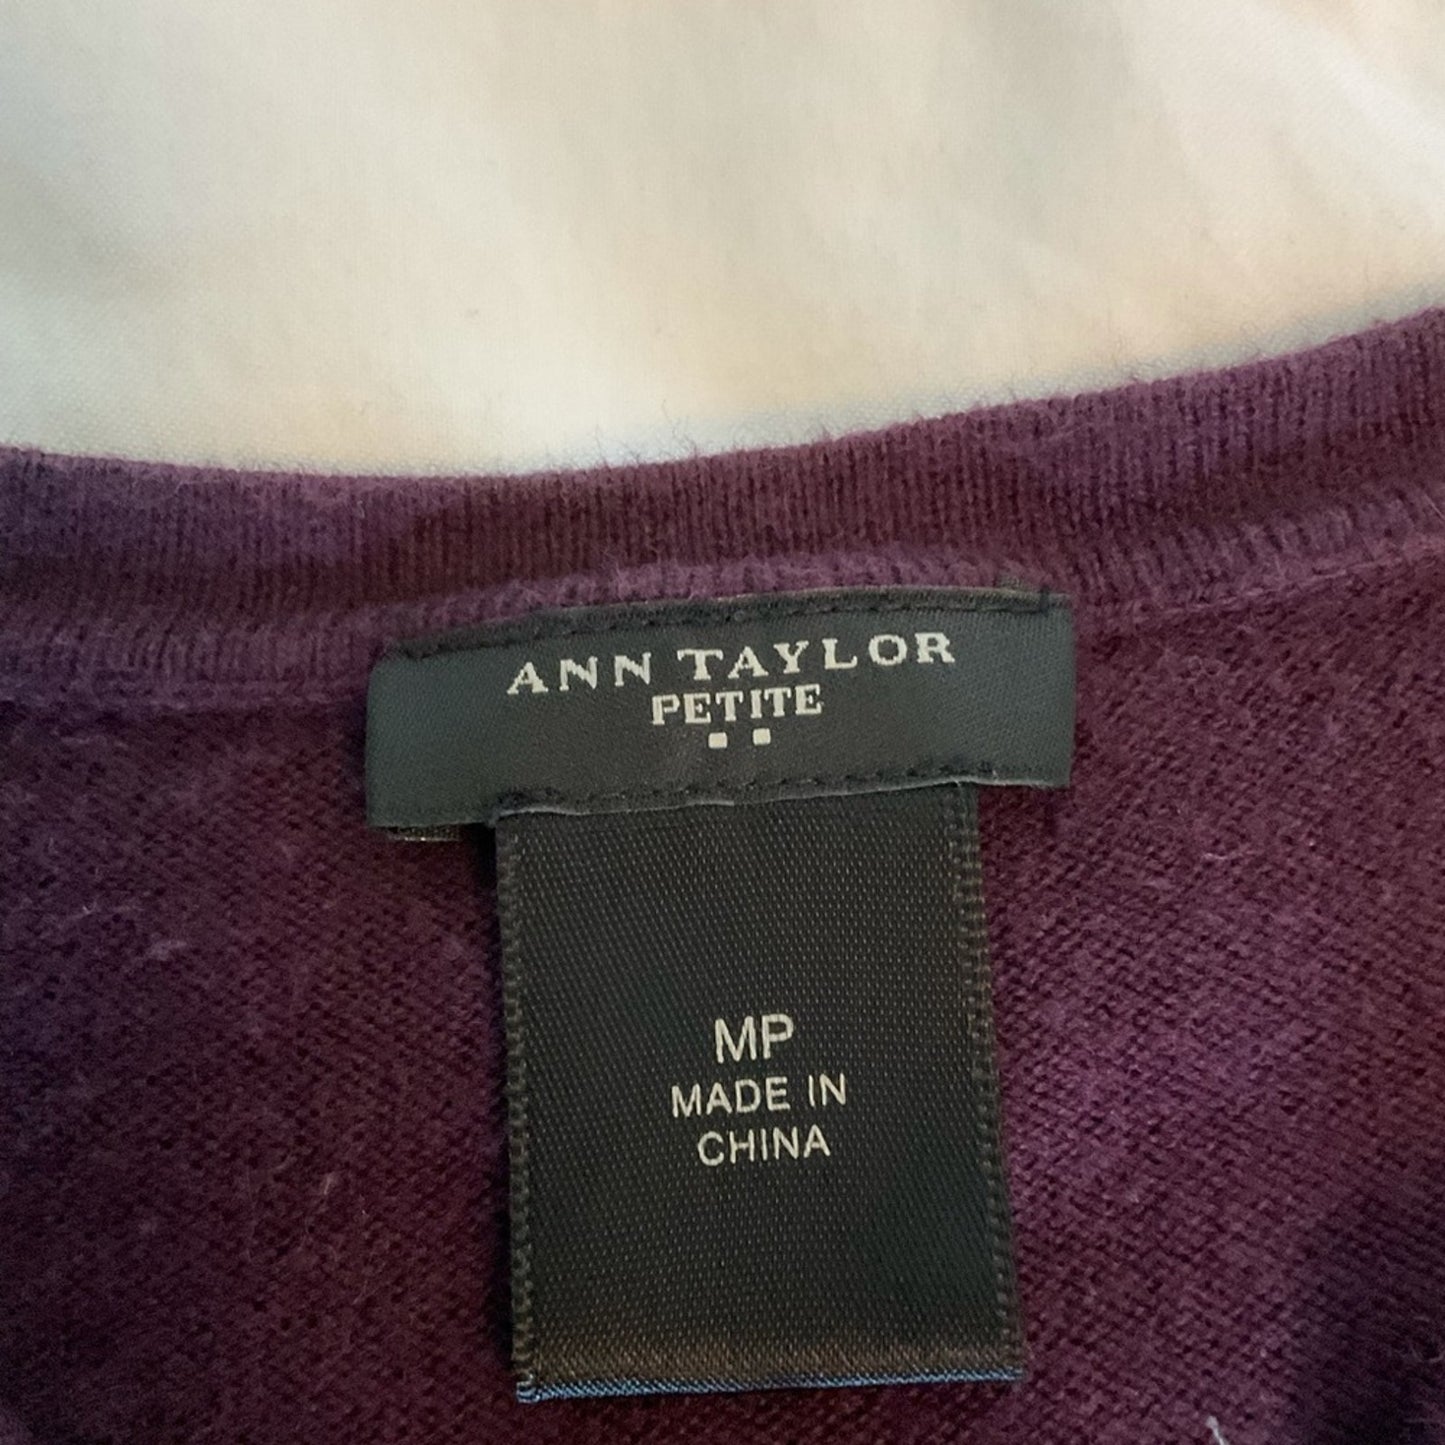 ANN TAYLOR
PETITE
MP
MADE IN
CHINA